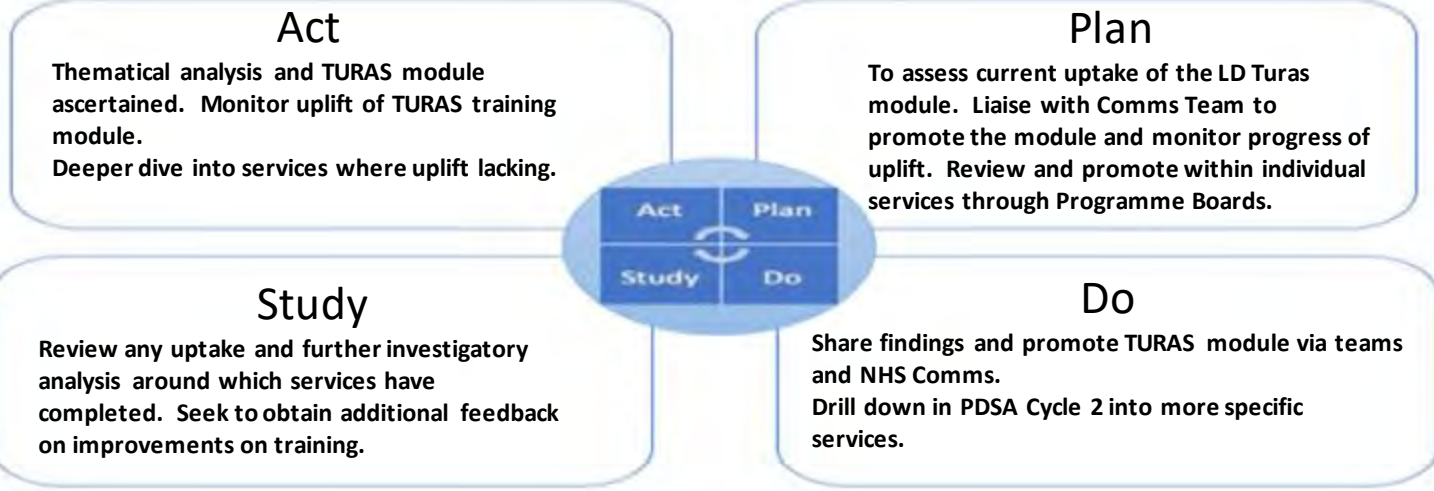 Act
Thematical analysis and TURAS module
ascertained. Monitor uplift of TURAS training
module.
Deeper dive into services where uplift lacking.
Plan
To assess current uptake of the LD Turas
module. Liaise with Comms Team to
promote the module and monitor progress of
uplift. Review and promote within individual
services through Programme Boards.
Act
Plan
Study
Do
Study
Review any uptake and further investigatory
analysis around which services have
completed. Seek to obtain additional feedback
on improvements on training.
Do
Share findings and promote TURAS module via teams
and NHS Comms.
Drill down in PDSA Cycle 2 into more specific
services.